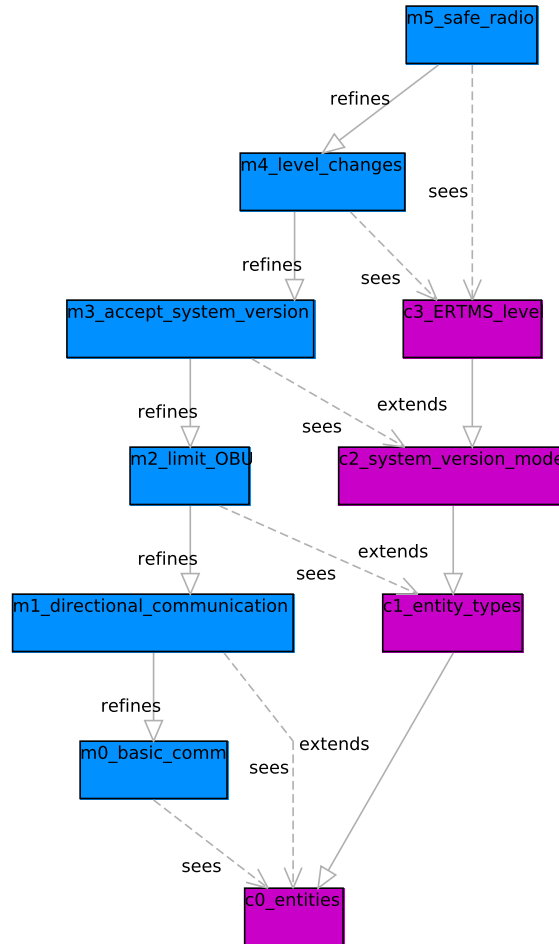 m5_safe_radio
refines
m4_level_changes
sees
refines
sees
m3_accept_system_version
c3_ERTMS_level
refines
extends
sees
m2_limit_OBU
c2_system_version_mode
refines
extends
sees
m1_directional_communication
c1_entity_types
refines
extends
sees
m0_basic_comm
sees
c0_entities